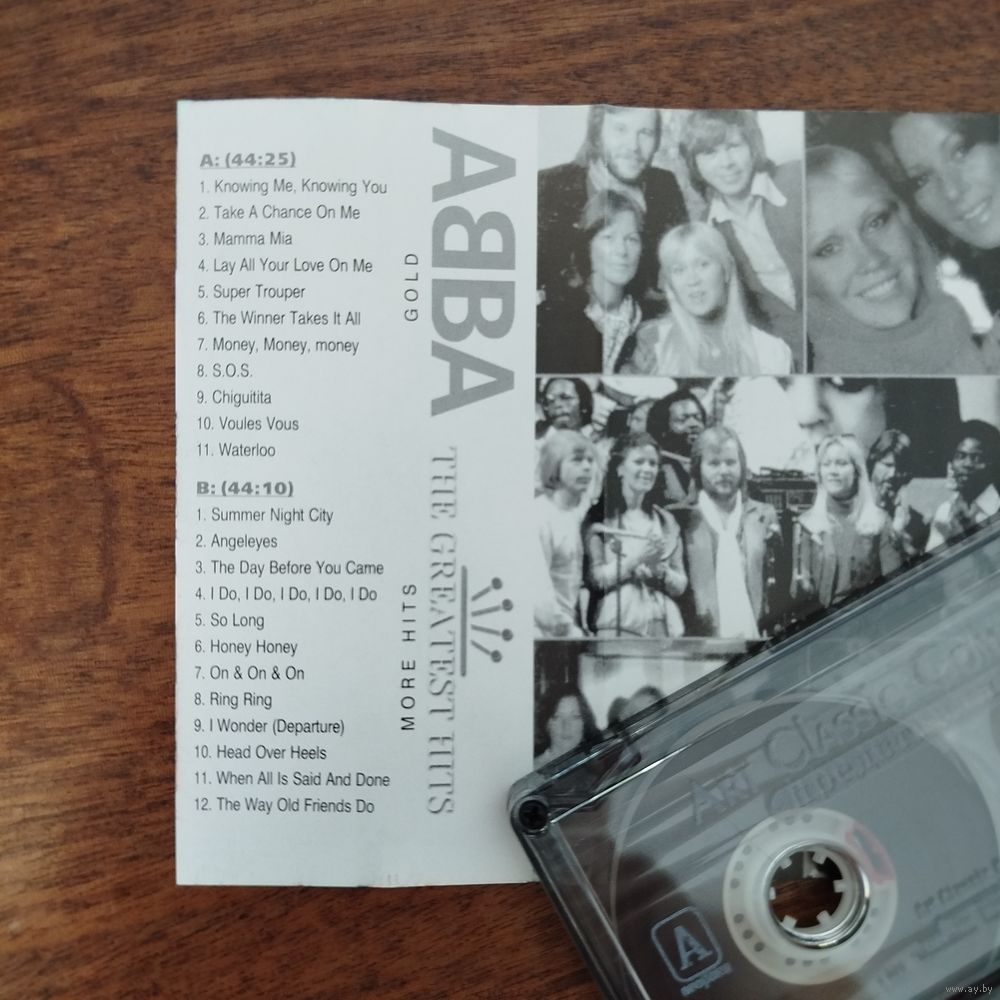 A: (44:25)
1. Knowing Me, Knowing You
2. Take A Chance On Me
3. Mamma Mia
4. Lay All Your Love On Me
5. Super Trouper
6. The Winner Takes It All
7. Money, Money, money
8. S.O.S.
9. Chiguitita
10. Voules Vous
11. Waterloo
B: (44:10)
1. Summer Night City
2. Angeleyes
3. The Day Before You Came
4. I Do, I Do, I Do, I Do, I Do
5. So Long
6. Honey Honey
7. On & On & On
8. Ring Ring
9. I Wonder (Departure)
10. Head Over Heels
11. When All Is Said And Done
12. The Way Old Friends Do
GOLD
MORE HITS
ABBA
THE GREATEST HITS
Art Classic
A
www.ay.by